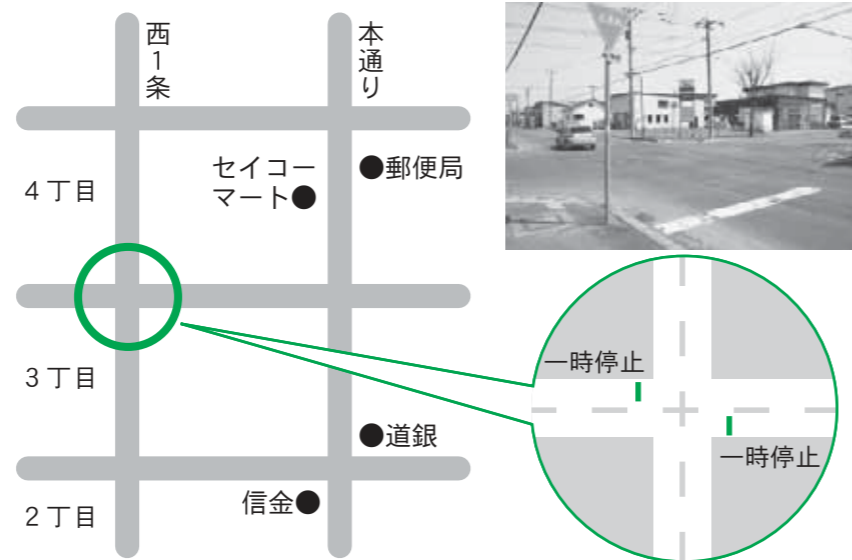 西1条
本通り
セイコー
マート●
●郵便局
4丁目
3丁目
●道銀
信金●
2丁目
一時停止
一時停止